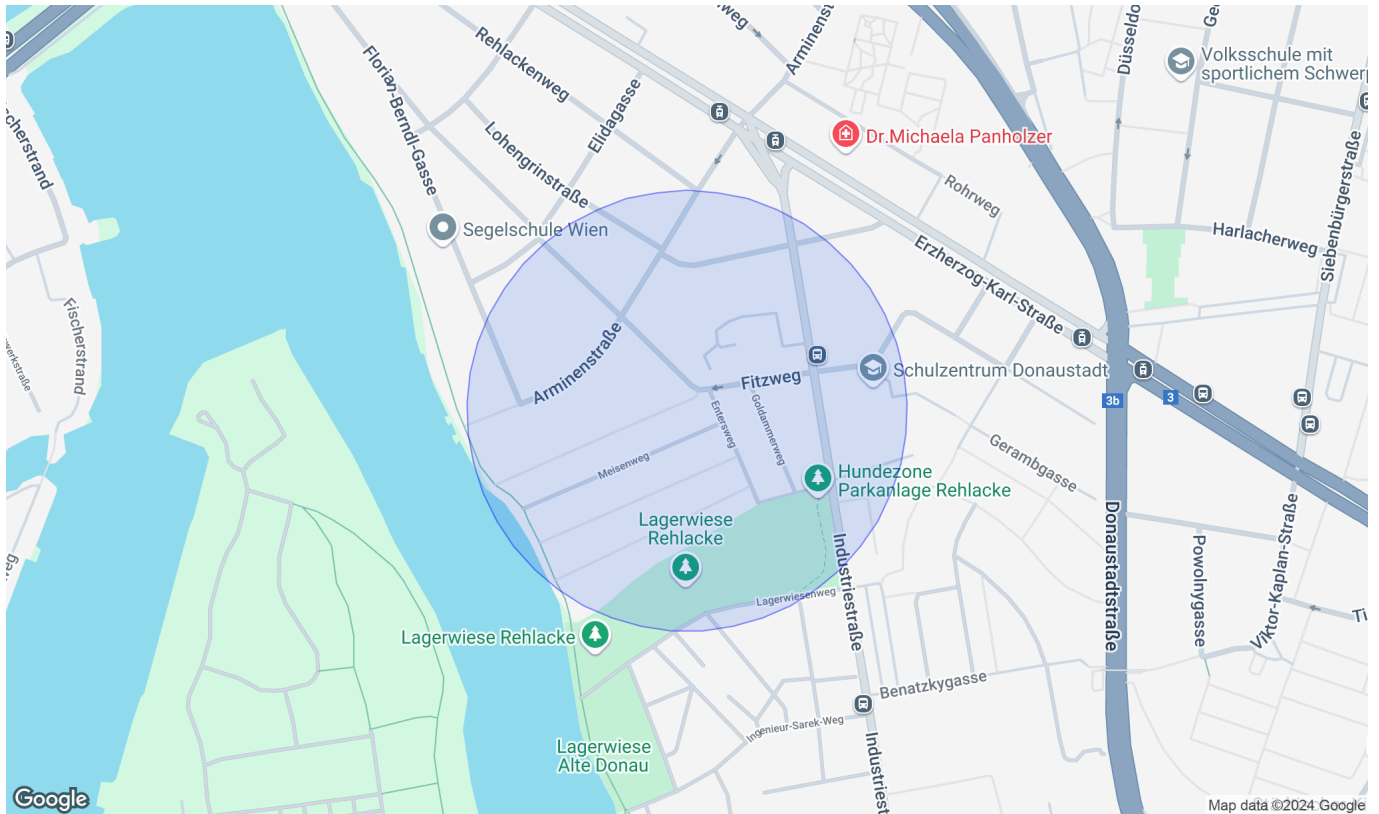 Rehlackenweg
Arminenst
Düsseldo
Volksschule mit
sportlichem Schwerp
Florian-Berndl-Gasse
Elidagasse
Lohengrinstraße
Dr.Michaela Panholzer
Rohrweg
Siebenbürgerstraße
Harlacherweg
Segelschule Wien
Erzherzog-Karl-Straße
Fischerstrand
Arminenstraße
Fitzweg
Schulzentrum Donaustadt
3b
3
Entersweg
Goldammerweg
Meisenweg
Gerambgasse
Hundezone
Parkanlage Rehlacke
Lagerwiese
Rehlacke
Donaustadtstraße
Industriestraße
Powolnygasse
Viktor-Kaplan-Straße
Lagerwiesenweg
Lagerwiese Rehlacke
Benatzkygasse
Ingenieur-Sarek-Weg
Lagerwiese
Alte Donau
Industriest
Google
Map data ©2024 Google